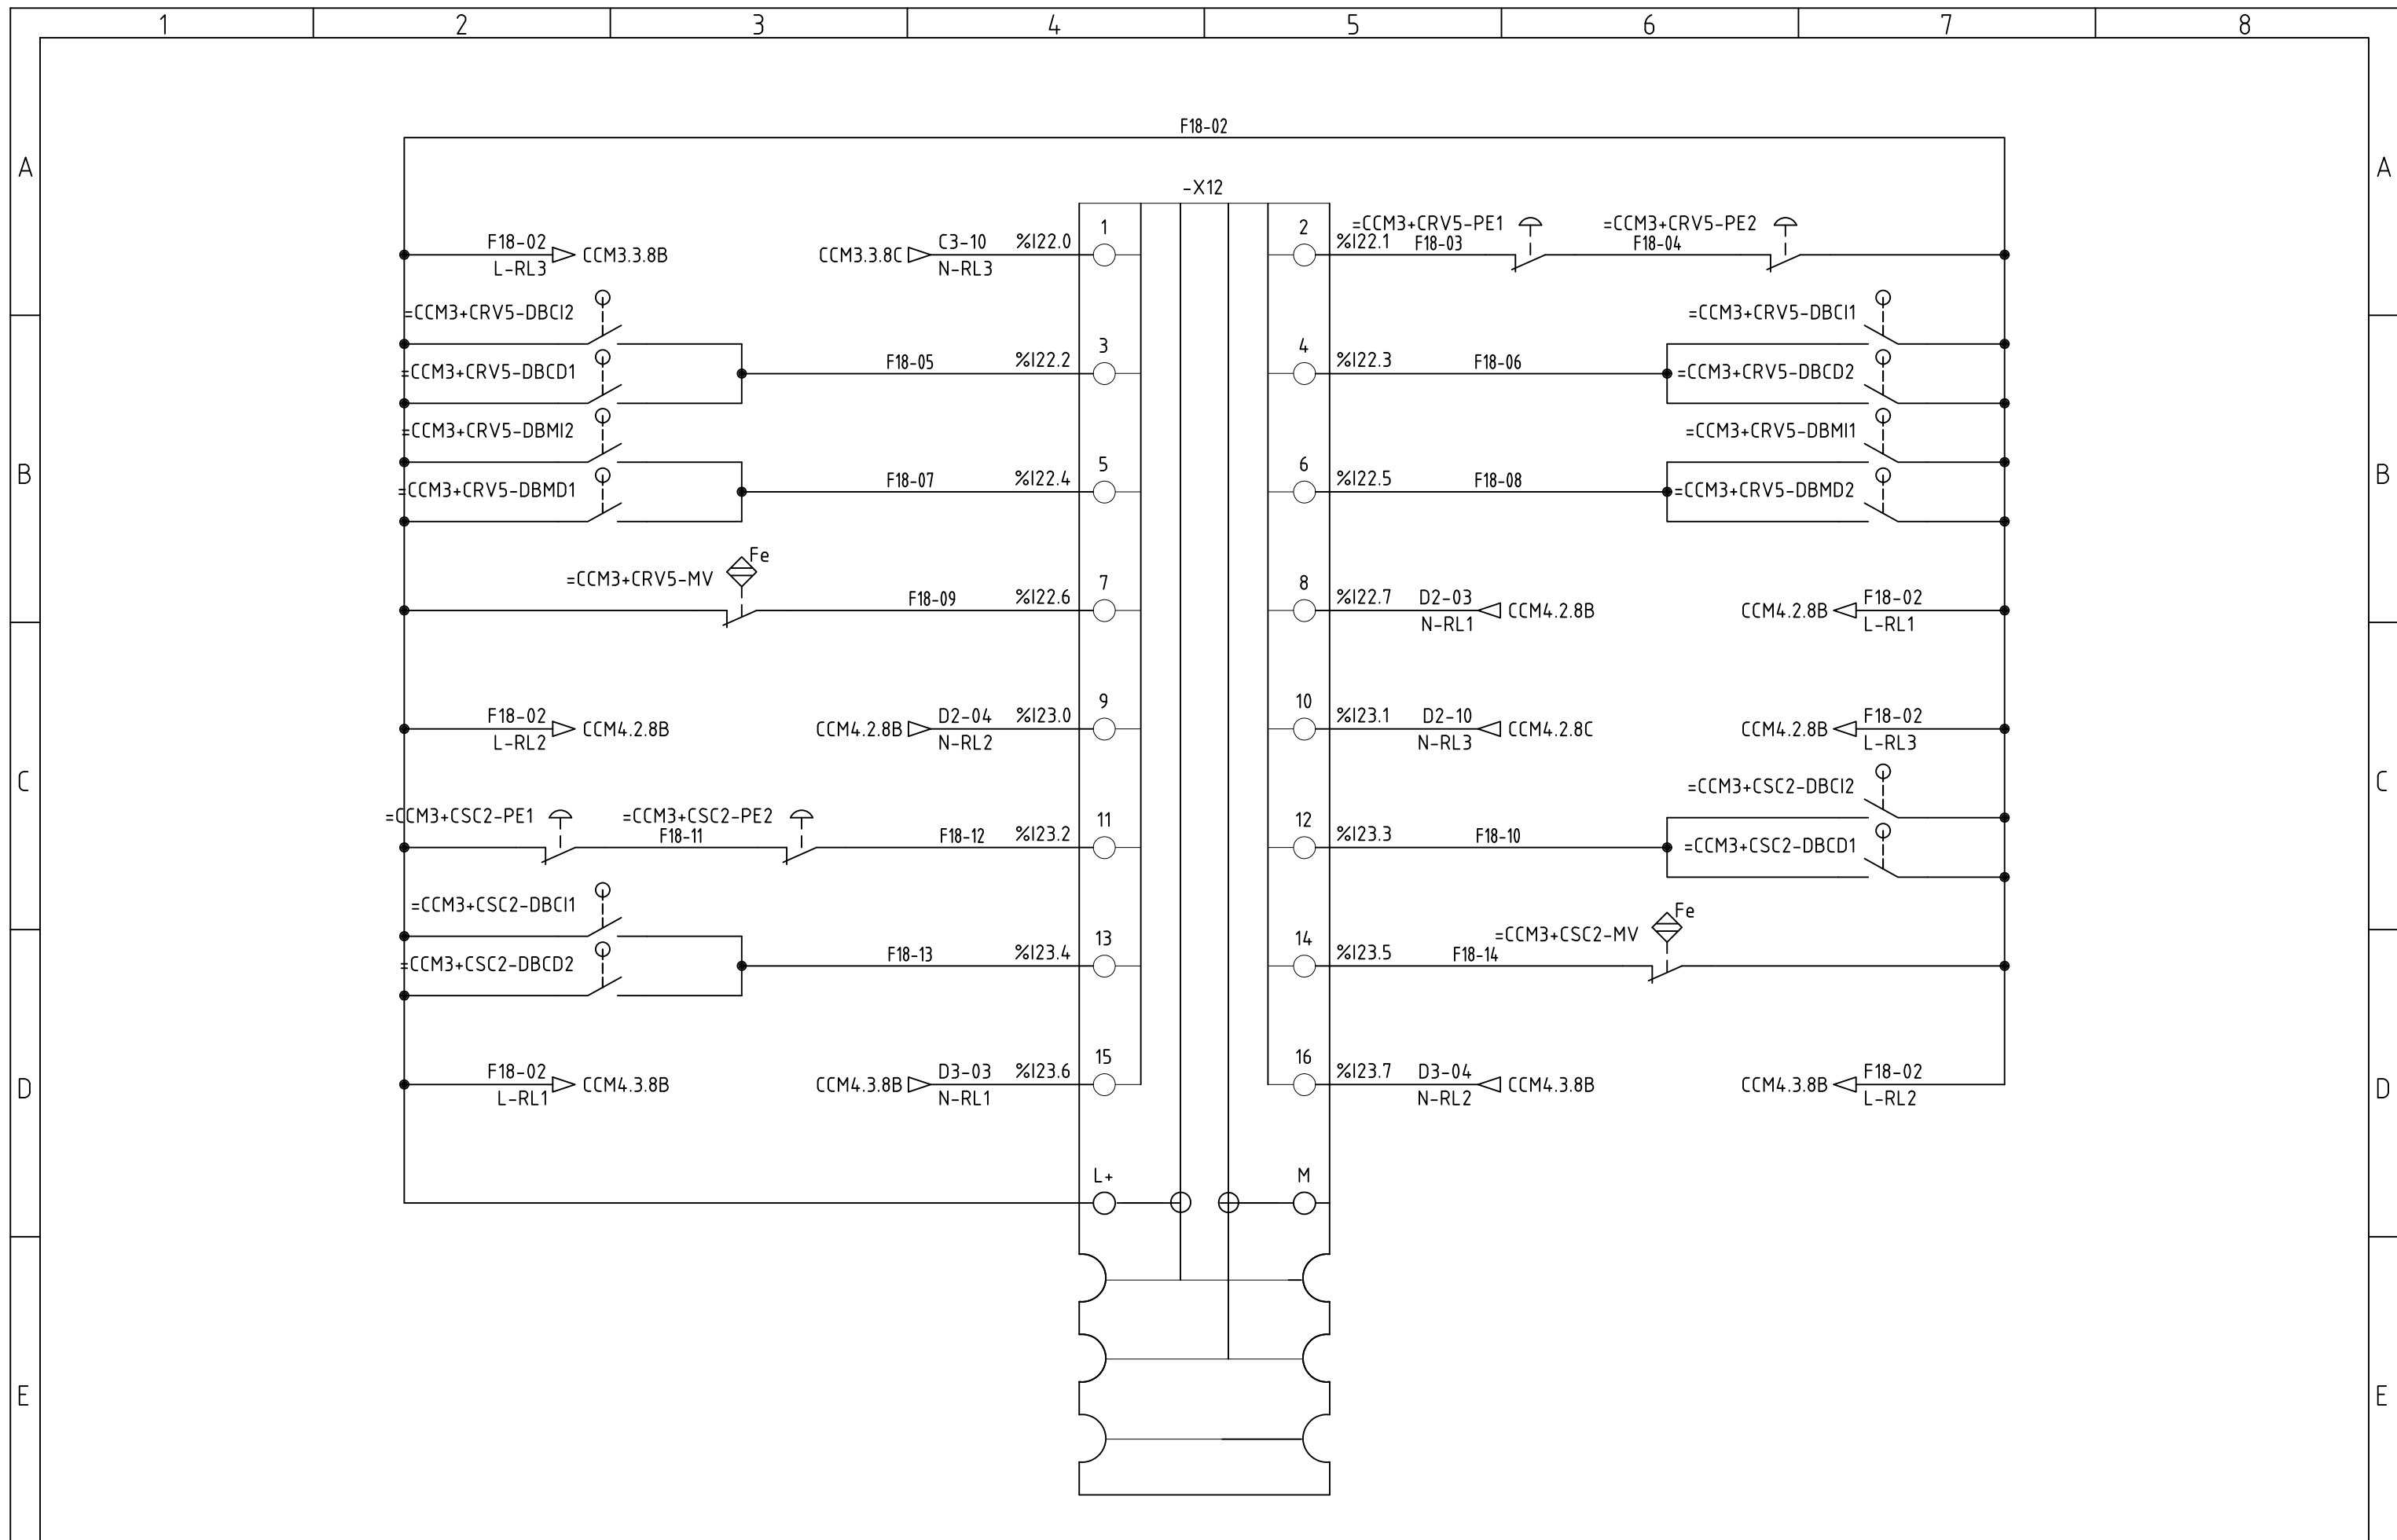 1 2 3 4 5 6 7 8
F18-02
A A
-X12
1 2
=CCM3+CRV5-PE1 =CCM3+CRV5-PE2
F18-02 C3-10 %I22.0 %I22.1 F18-03 F18-04
CCM3.3.8B CCM3.3.8C
L-RL3 N-RL3
=CCM3+CRV5-DBCI2 =CCM3+CRV5-DBCI1
3 4
=CCM3+CRV5-DBCD1 F18-05 %I22.2 %I22.3 F18-06 =CCM3+CRV5-DBCD2
=CCM3+CRV5-DBMI2 =CCM3+CRV5-DBMI1
5 6
B B
=CCM3+CRV5-DBMD1 F18-07 %I22.4 %I22.5 F18-08 =CCM3+CRV5-DBMD2
Fe
=CCM3+CRV5-MV 7 8
F18-09 %I22.6 %I22.7 D2-03 F18-02
CCM4.2.8B CCM4.2.8B
N-RL1 L-RL1
9 10
F18-02 D2-04 %I23.0 %I23.1 D2-10 F18-02
CCM4.2.8B CCM4.2.8B CCM4.2.8C CCM4.2.8B
L-RL2 N-RL2 N-RL3 L-RL3
C C
=CCM3+CSC2-DBCI2
=CCM3+CSC2-PE1 =CCM3+CSC2-PE2 11 12
F18-11 F18-12 %I23.2 %I23.3 F18-10 =CCM3+CSC2-DBCD1
=CCM3+CSC2-DBCI1 Fe
13 14 =CCM3+CSC2-MV
=CCM3+CSC2-DBCD2 F18-13 %I23.4 %I23.5 F18-14
15 16
F18-02 D3-03 %I23.6 %I23.7 D3-04 F18-02
D CCM4.3.8B CCM4.3.8B CCM4.3.8B CCM4.3.8B D
L-RL1 N-RL1 N-RL2 L-RL2
L+ M
E E